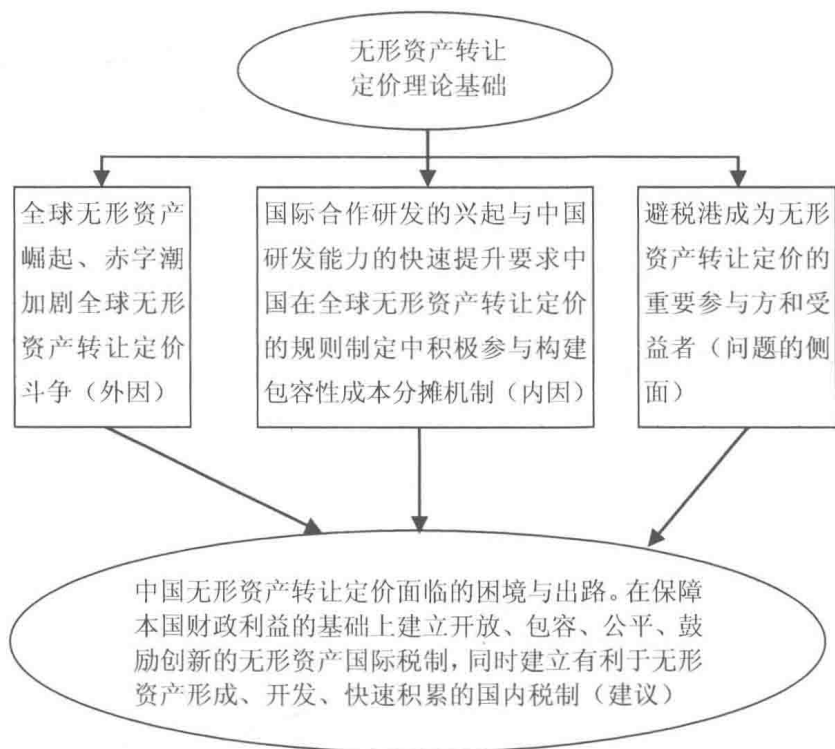 无形资产转让
定价理论基础
全球无形资产
崛起、赤字潮
加剧全球无形
资产转让定价
斗争（外因）
国际合作研发的兴起与中国
研发能力的快速提升要求中
国在全球无形资产转让定价
的规则制定中积极参与构建
包容性成本分摊机制（内因）
避税港成为无形
资产转让定价的
重要参与方和受
益者（问题的侧
面）
中国无形资产转让定价面临的困境与出路。在保障
本国财政利益的基础上建立开放、包容、公平、鼓
励创新的无形资产国际税制，同时建立有利于无形
资产形成、开发、快速积累的国内税制（建议）